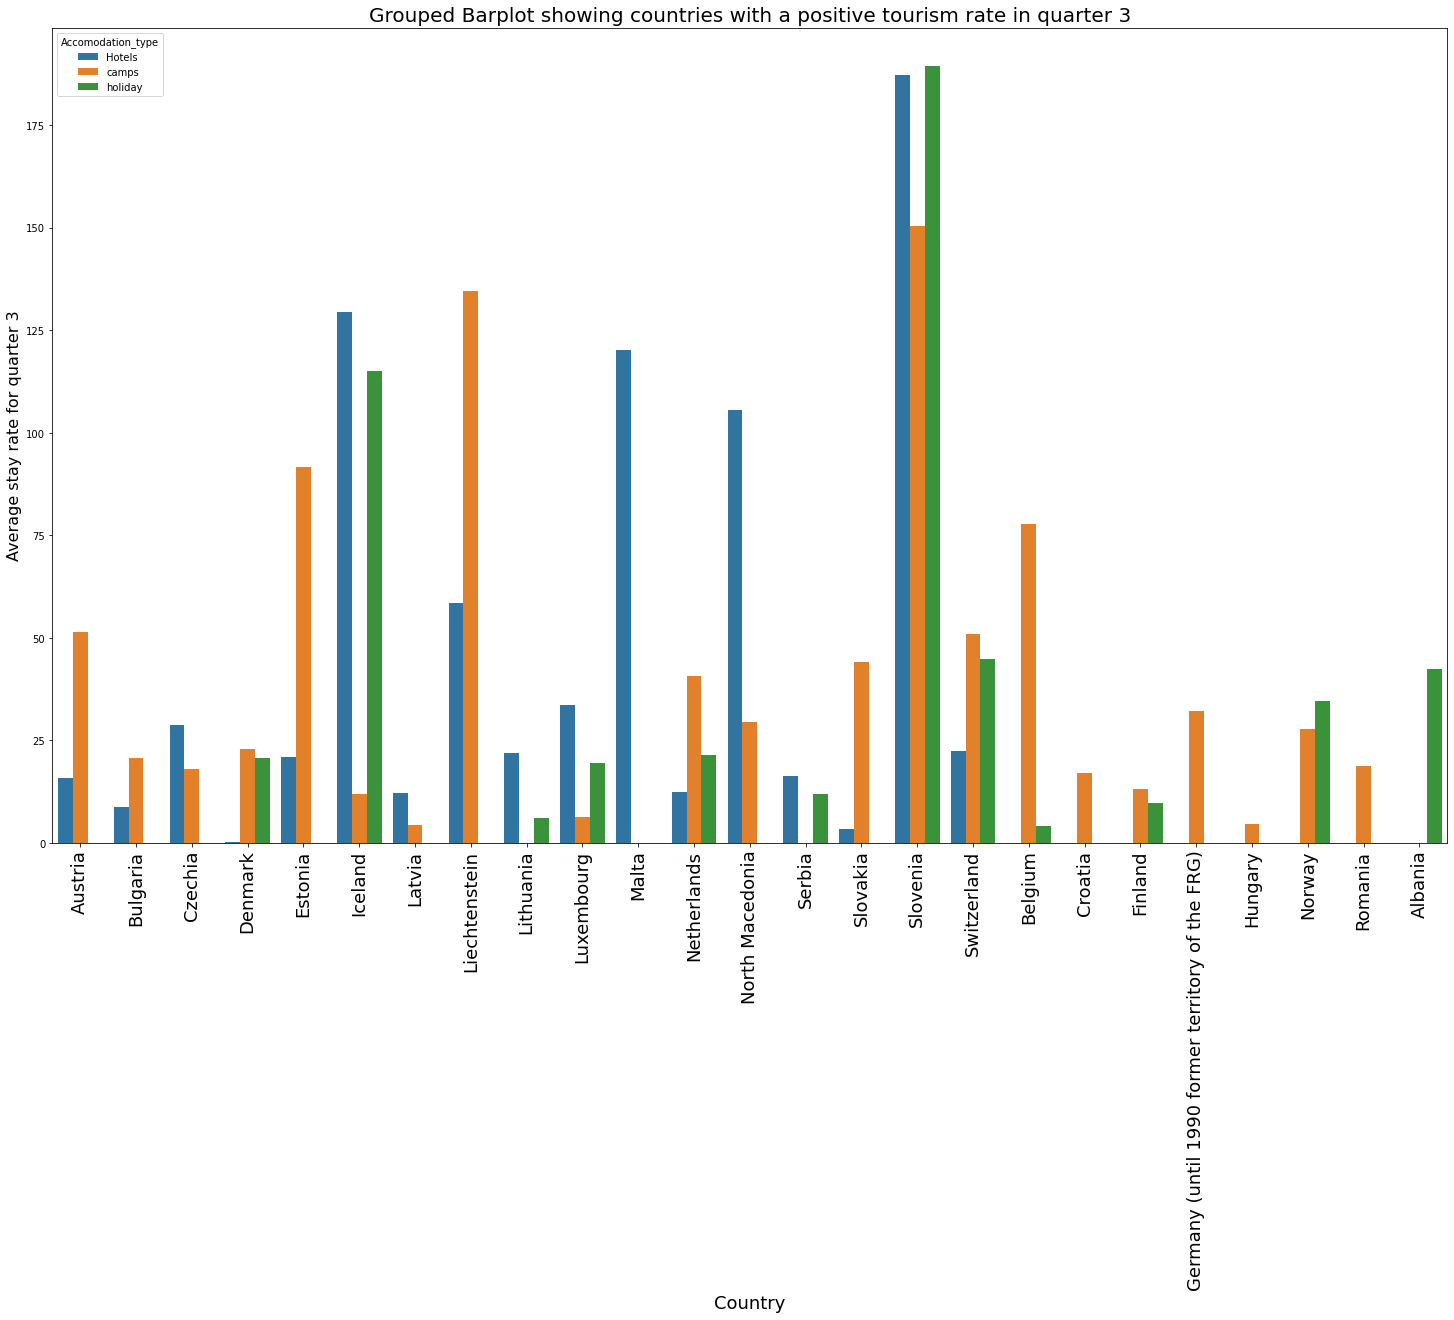 Grouped Barplot showing countries with a positive tourism rate in quarter 3
Accomodation_type
Hotels
camps
holiday
Average stay rate for quarter 3
175
150
125
100
75
50
25
0
Austria
Bulgaria
Czechia
Denmark
Estonia
Iceland
Latvia
Liechtenstein
Lithuania
Luxembourg
Malta
Netherlands
North Macedonia
Serbia
Slovakia
Slovenia
Switzerland
Belgium
Croatia
Finland
Germany (until 1990 former territory of the FRG)
Hungary
Norway
Romania
Albania
Country